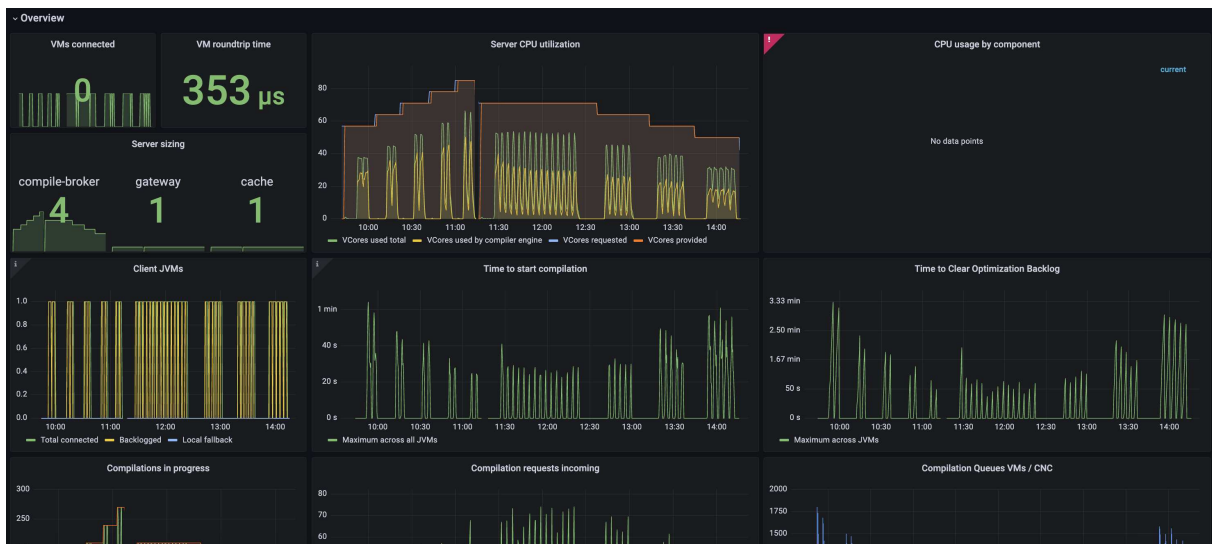 Overview
VMs connected
0
VM roundtrip time
353 µs
Server sizing
compile-broker
4
gateway
1
cache
1
Server CPU utilization
80
60
40
20
0
10:00 10:30 11:00 11:30 12:00 12:30 13:00 13:30 14:00
VCores used total VCores used by compiler engine VCores requested VCores provided
!
CPU usage by component
current
No data points
i
Client JVMs
1.0
0.8
0.6
0.4
0.2
0.0
10:00 11:00 12:00 13:00 14:00
Total connected Backlogged Local fallback
i
Time to start compilation
1 min
40 s
20 s
0 s
10:00 10:30 11:00 11:30 12:00 12:30 13:00 13:30 14:00
Maximum across all JVMs
Time to Clear Optimization Backlog
3.33 min
2.50 min
1.67 min
50 s
0 s
10:00 10:30 11:00 11:30 12:00 12:30 13:00 13:30 14:00
Maximum across JVMs
Compilations in progress
300
250
Compilation requests incoming
80
70
60
Compilation Queues VMs / CNC
2000
1750
1500